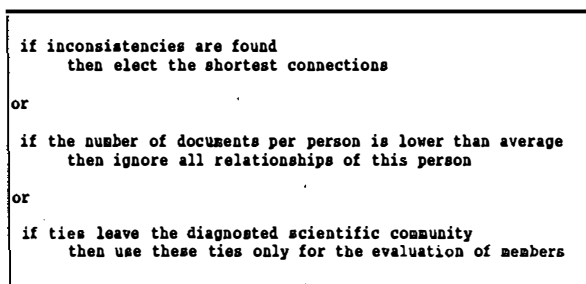 if inconsistencies are found
then elect the shortest connections
or
if the number of documents per person is lower than average
then ignore all relationships of this person
or
if ties leave the diagnosted scientific community
then use these ties only for the evaluation of members